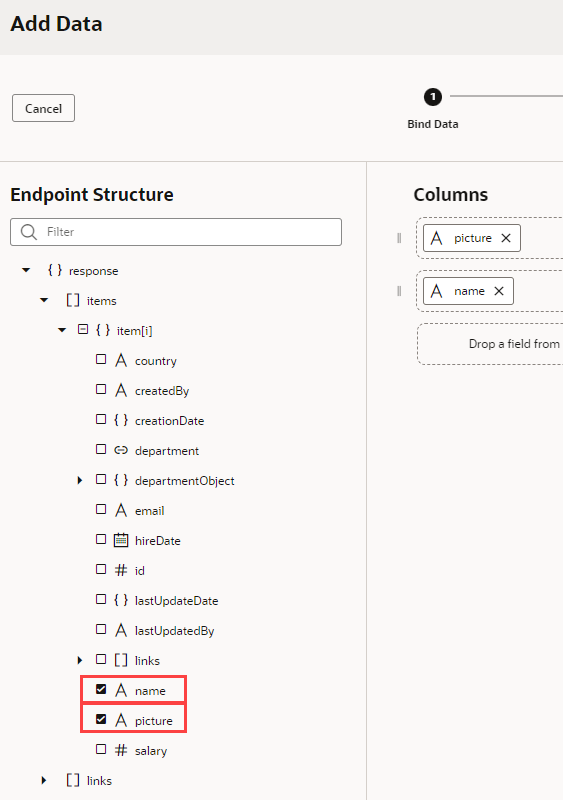 Add Data
Cancel
1
Bind Data
Endpoint Structure
Filter
{ } response
[ ] items
{ } item[i]
A country
A createdBy
{ } creationDate
department
{ } departmentObject
A email
hireDate
# id
{ } lastUpdateDate
A lastUpdatedBy
[ ] links
A name
A picture
# salary
[ ] links
Columns
A picture
A name
Drop a field from